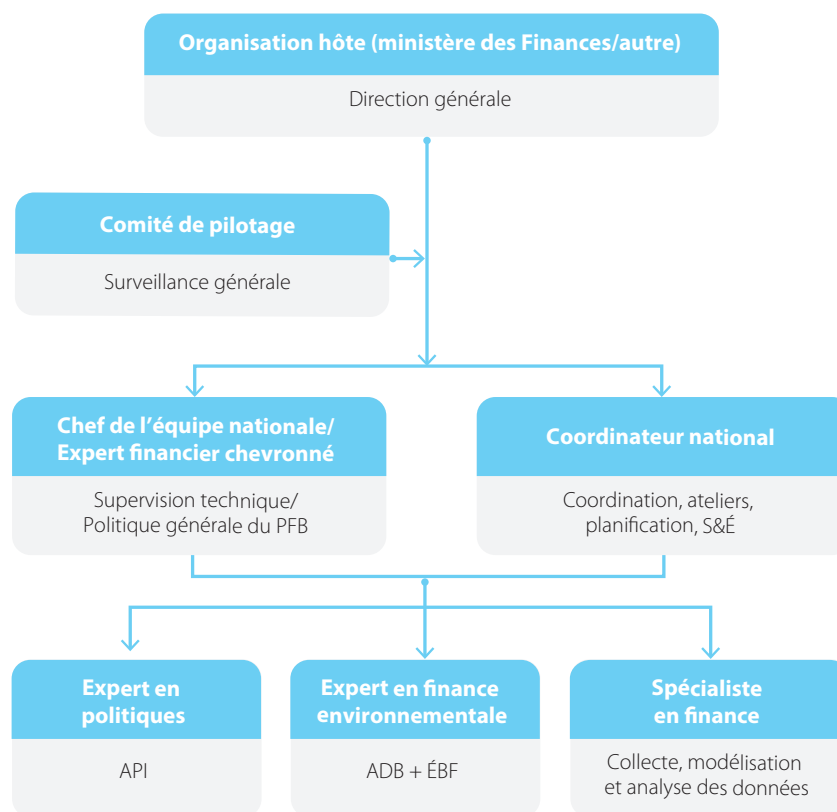 Organisation hôte (ministère des Finances/autre)
Direction générale
Comité de pilotage
Surveillance générale
Chef de l’équipe nationale/
Expert financier chevronné
Supervision technique/
Politique générale du PFB
Coordinateur national
Coordination, ateliers,
planification, S&É
Expert en
politiques
API
Expert en finance
environnementale
ADB + ÉBF
Spécialiste
en finance
Collecte, modélisation
et analyse des données